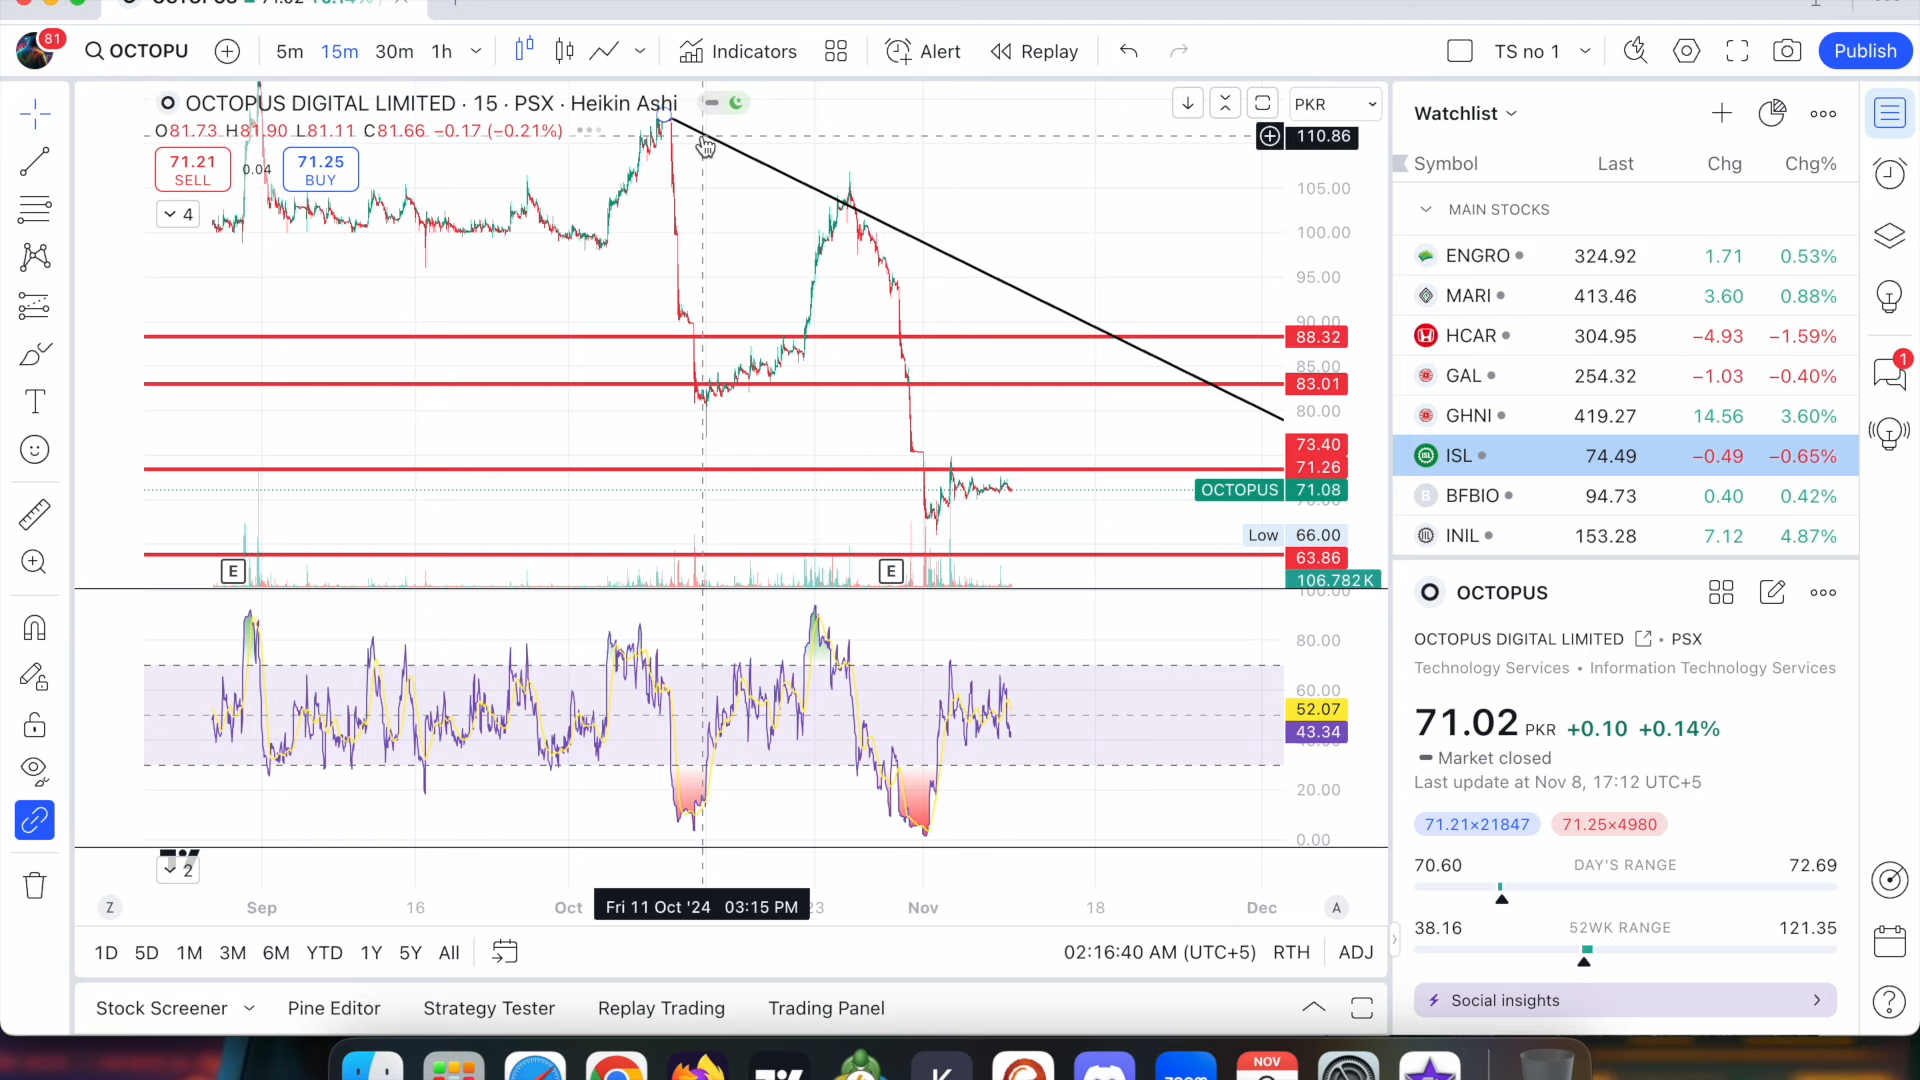 81
OCTOPU
5m 15m 30m 1h
Indicators
Alert
Replay
TS no 1
Publish
OCTOPUS DIGITAL LIMITED · 15 · PSX · Heikin Ashi
O81.73 H81.90 L81.11 C81.66 −0.17 (−0.21%)
71.21
SELL
0.04
71.25
BUY
4
PKR
110.86
105.00
100.00
95.00
90.00
88.32
85.00
83.01
80.00
73.40
71.26
OCTOPUS 71.08
Low 66.00
63.86
106.782K
E
E
100.00
80.00
60.00
52.07
43.34
20.00
0.00
2
Z
Sep 16 Oct Fri 11 Oct '24 03:15 PM 23 Nov 18 Dec
A
1D 5D 1M 3M 6M YTD 1Y 5Y All
02:16:40 AM (UTC+5) RTH ADJ
Stock Screener Pine Editor Strategy Tester Replay Trading Trading Panel
Watchlist
Symbol Last Chg Chg%
MAIN STOCKS
ENGRO 324.92 1.71 0.53%
MARI 413.46 3.60 0.88%
HCAR 304.95 −4.93 −1.59%
GAL 254.32 −1.03 −0.40%
GHNI 419.27 14.56 3.60%
ISL 74.49 −0.49 −0.65%
B BFBIO 94.73 0.40 0.42%
INIL 153.28 7.12 4.87%
OCTOPUS
OCTOPUS DIGITAL LIMITED • PSX
Technology Services • Information Technology Services
71.02 PKR +0.10 +0.14%
Market closed
Last update at Nov 8, 17:12 UTC+5
71.21×21847 71.25×4980
70.60 DAY'S RANGE 72.69
38.16 52WK RANGE 121.35
Social insights
1
zoom
NOV